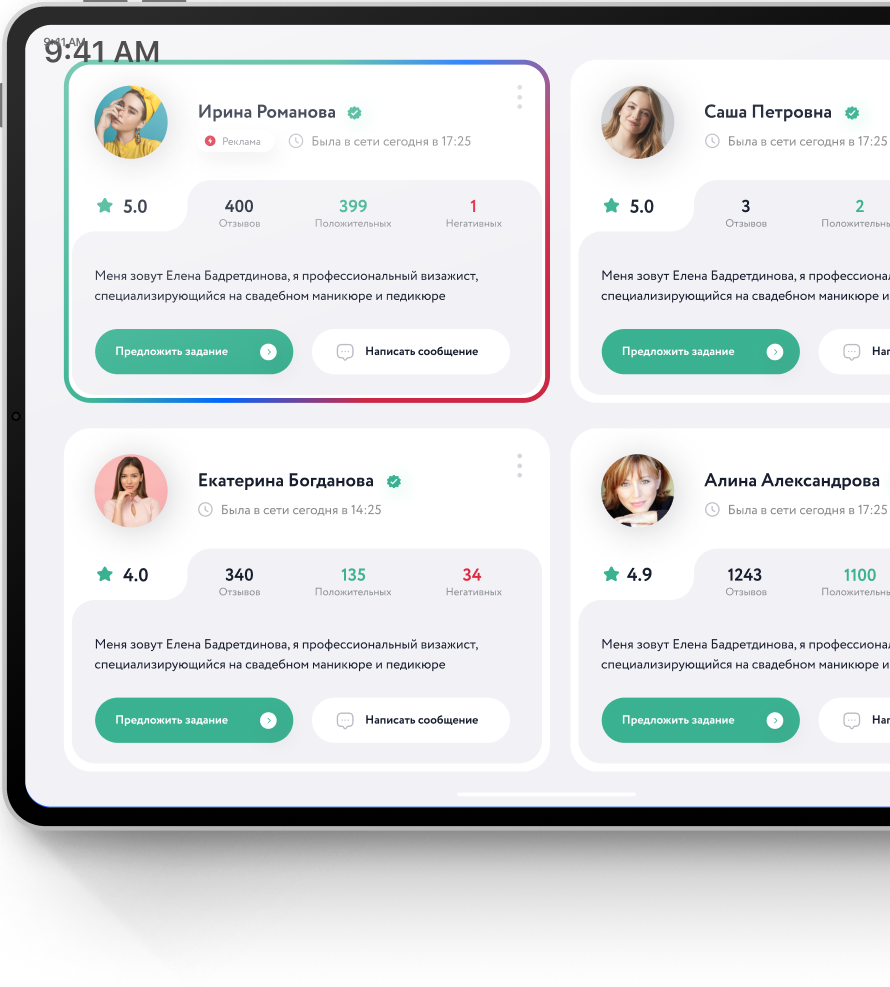 9:41 AM
9:41 AM
Ирина Романова
Реклама
Была в сети сегодня в 17:25
5.0
400
Отзывов
399
Положительных
1
Негативных
Меня зовут Елена Бадретдинова, я профессиональный визажист,
специализирующийся на свадебном маникюре и педикюре
Предложить задание
Написать сообщение
Саша Петровна
Была в сети сегодня в 17:25
5.0
3
Отзывов
2
Положительн
Меня зовут Елена Бадретдинова, я профессиона
специализирующийся на свадебном маникюре и
Предложить задание
Нап
Екатерина Богданова
Была в сети сегодня в 14:25
4.0
340
Отзывов
135
Положительных
34
Негативных
Меня зовут Елена Бадретдинова, я профессиональный визажист,
специализирующийся на свадебном маникюре и педикюре
Предложить задание
Написать сообщение
Алина Александрова
Была в сети сегодня в 17:25
4.9
1243
Отзывов
1100
Положительн
Меня зовут Елена Бадретдинова, я профессиона
специализирующийся на свадебном маникюре и
Предложить задание
Нап